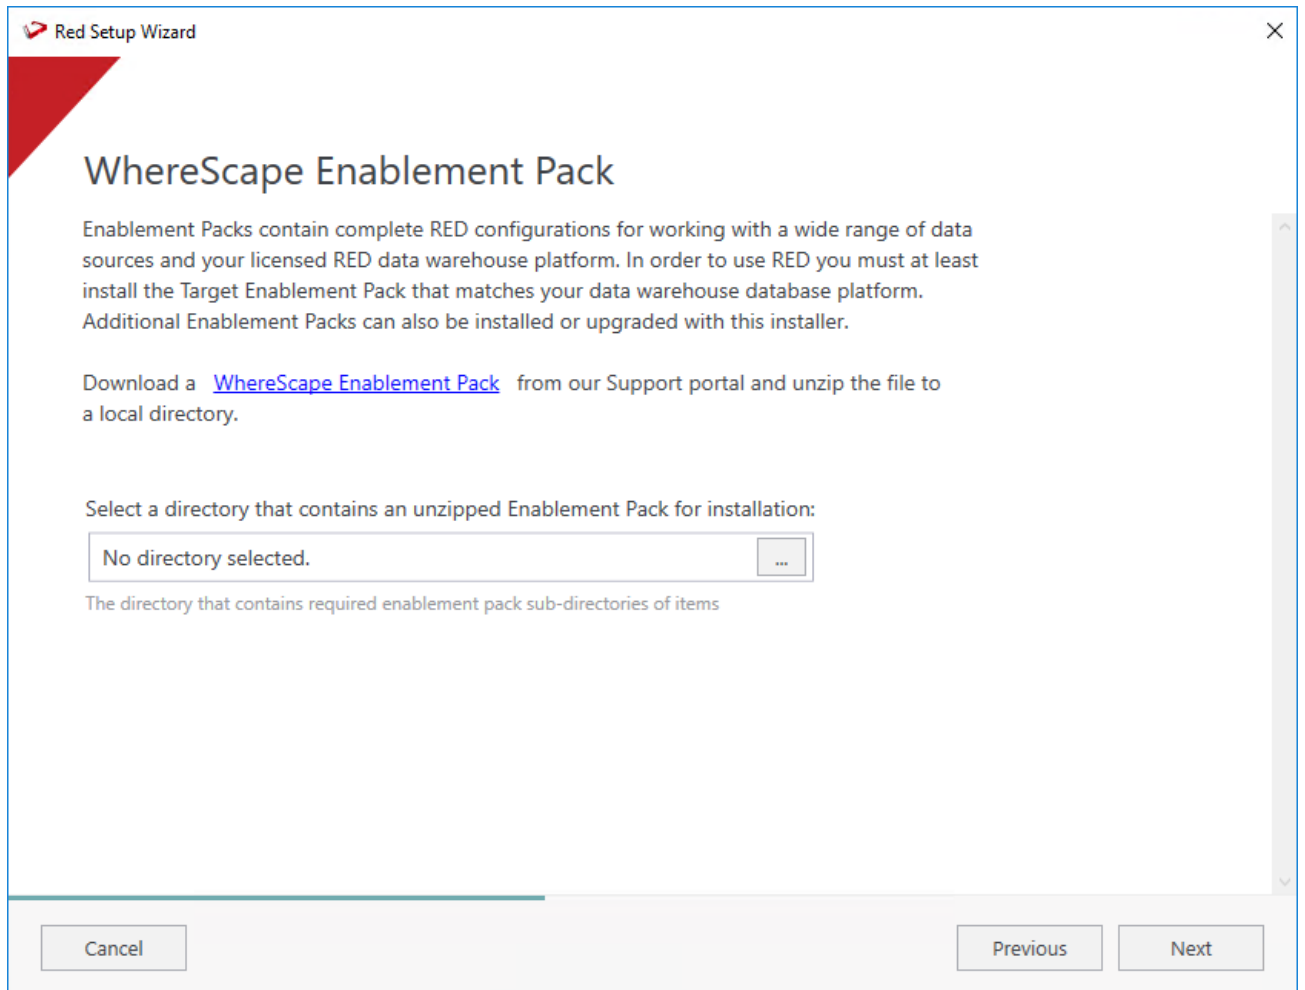 Red Setup Wizard
WhereScape Enablement Pack
Enablement Packs contain complete RED configurations for working with a wide range of data
sources and your licensed RED data warehouse platform. In order to use RED you must at least
install the Target Enablement Pack that matches your data warehouse database platform.
Additional Enablement Packs can also be installed or upgraded with this installer.
Download a WhereScape Enablement Pack from our Support portal and unzip the file to
a local directory.
Select a directory that contains an unzipped Enablement Pack for installation:
No directory selected. ...
The directory that contains required enablement pack sub-directories of items
Cancel Previous Next